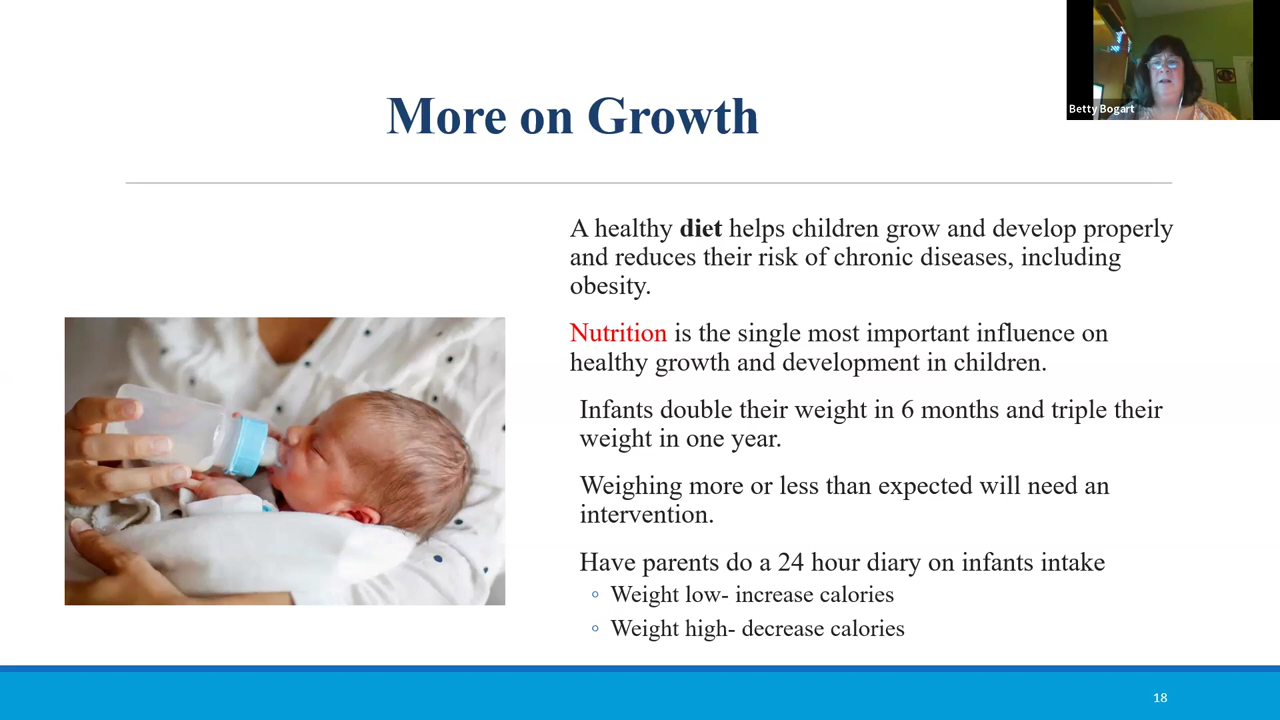 Betty Bogart
More on Growth
A healthy diet helps children grow and develop properly
and reduces their risk of chronic diseases, including
obesity.
Nutrition is the single most important influence on
healthy growth and development in children.
Infants double their weight in 6 months and triple their
weight in one year.
Weighing more or less than expected will need an
intervention.
Have parents do a 24 hour diary on infants intake
◦ Weight low- increase calories
◦ Weight high- decrease calories
18